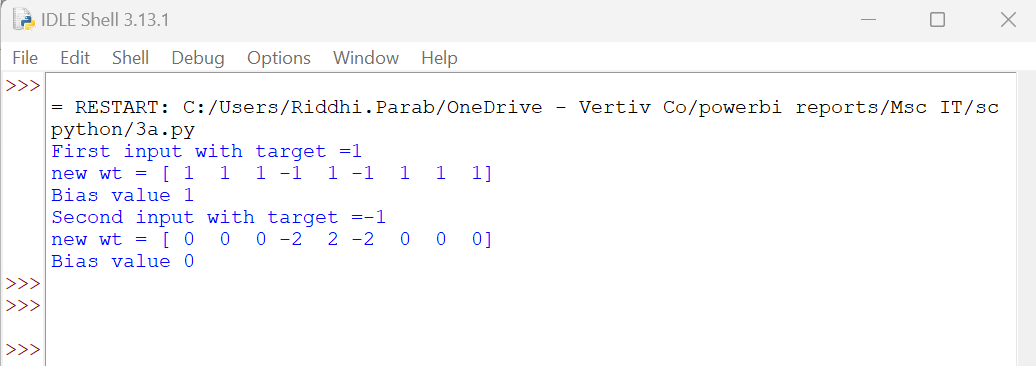 IDLE Shell 3.13.1
File Edit Shell Debug Options Window Help
>>>
= RESTART: C:/Users/Riddhi.Parab/OneDrive - Vertiv Co/powerbi reports/Msc IT/sc
python/3a.py
First input with target =1
new wt = [ 1  1  1 -1  1 -1  1  1  1]
Bias value 1
Second input with target =-1
new wt = [ 0  0  0 -2  2 -2  0  0  0]
Bias value 0
>>>
>>>
>>>